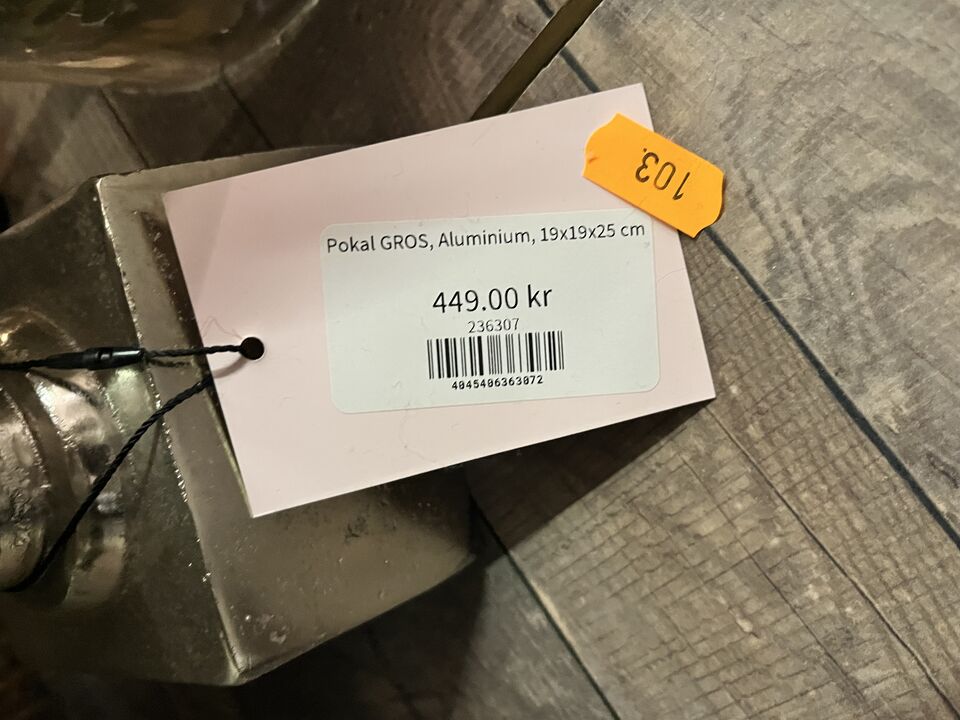 103.
Pokal GROS, Aluminium, 19x19x25 cm
449.00 kr
236307
4045406363072